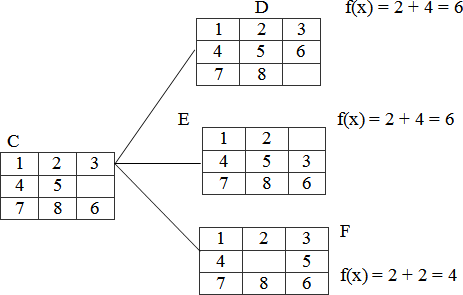 D
f(x) = 2 + 4 = 6
1 2 3
4 5 6
7 8
E
f(x) = 2 + 4 = 6
1 2
4 5 3
7 8 6
C
1 2 3
4 5
7 8 6
F
1 2 3
4 5
7 8 6
f(x) = 2 + 2 = 4